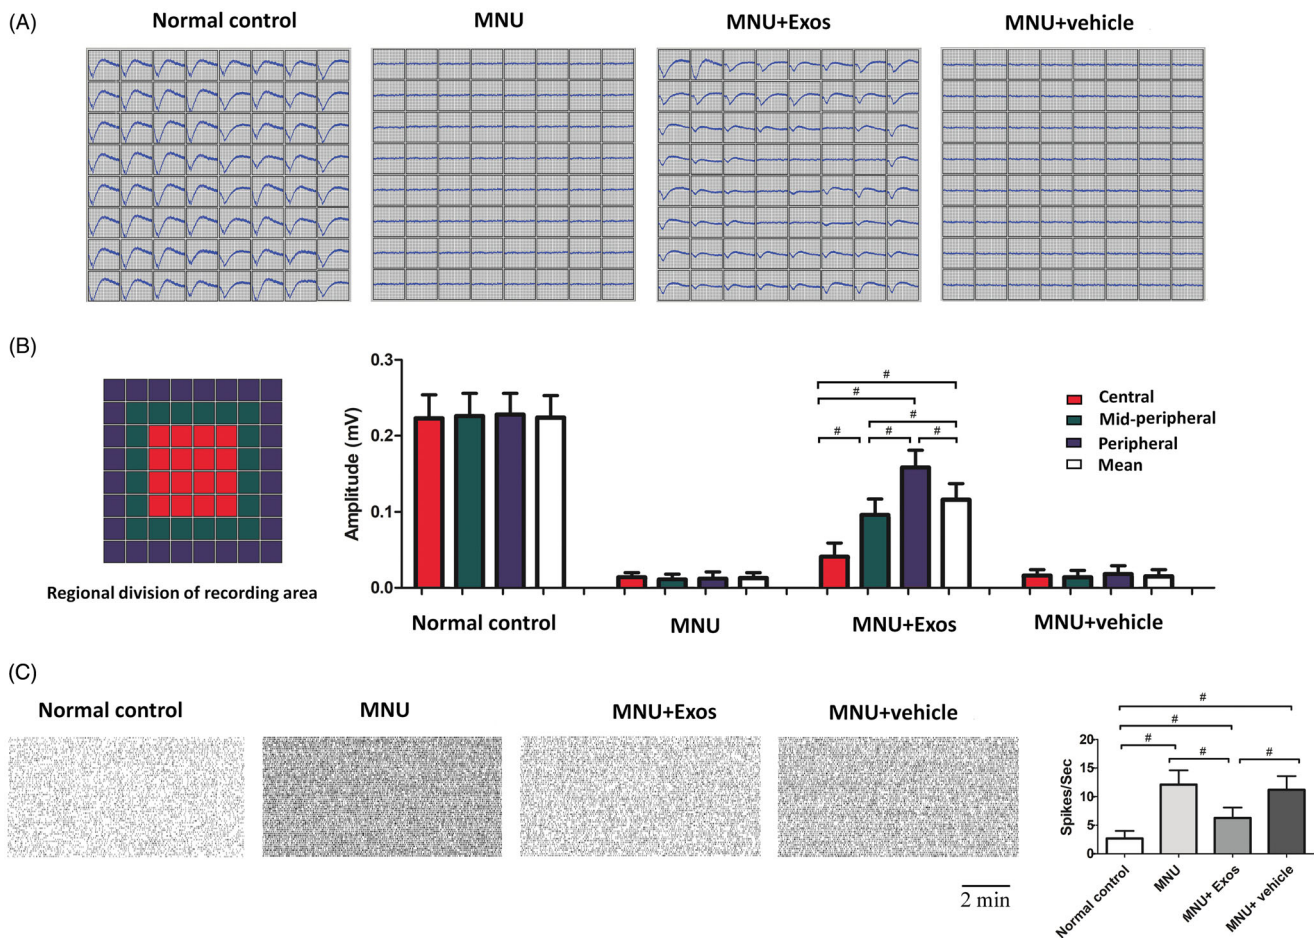 (A)
Normal control MNU MNU+Exos MNU+vehicle
(B)
Regional division of recording area
Amplitude (mV)
0.3
0.2
0.1
0.0
# 
#
#
# # #
Central
Mid-peripheral
Peripheral
Mean
Normal control MNU MNU+Exos MNU+vehicle
(C)
Normal control MNU MNU+Exos MNU+vehicle
2 min
Spikes/Sec
20
15
10
5
0
#
#
# # #
Normal control
MNU
MNU+ Exos
MNU+ vehicle